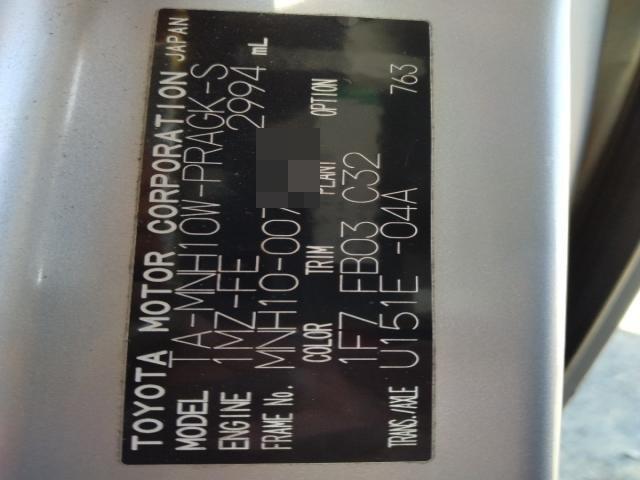 TOYOTA MOTOR CORPORATION JAPAN
MODEL TA-MNH10W-PRAGK-S
ENGINE 1MZ-FE 2994 mL
FRAME No. MNH10-007
COLOR TRIM PLANT OPTION
1F7 FB03 C32
TRANS./AXLE U151E -04A 763